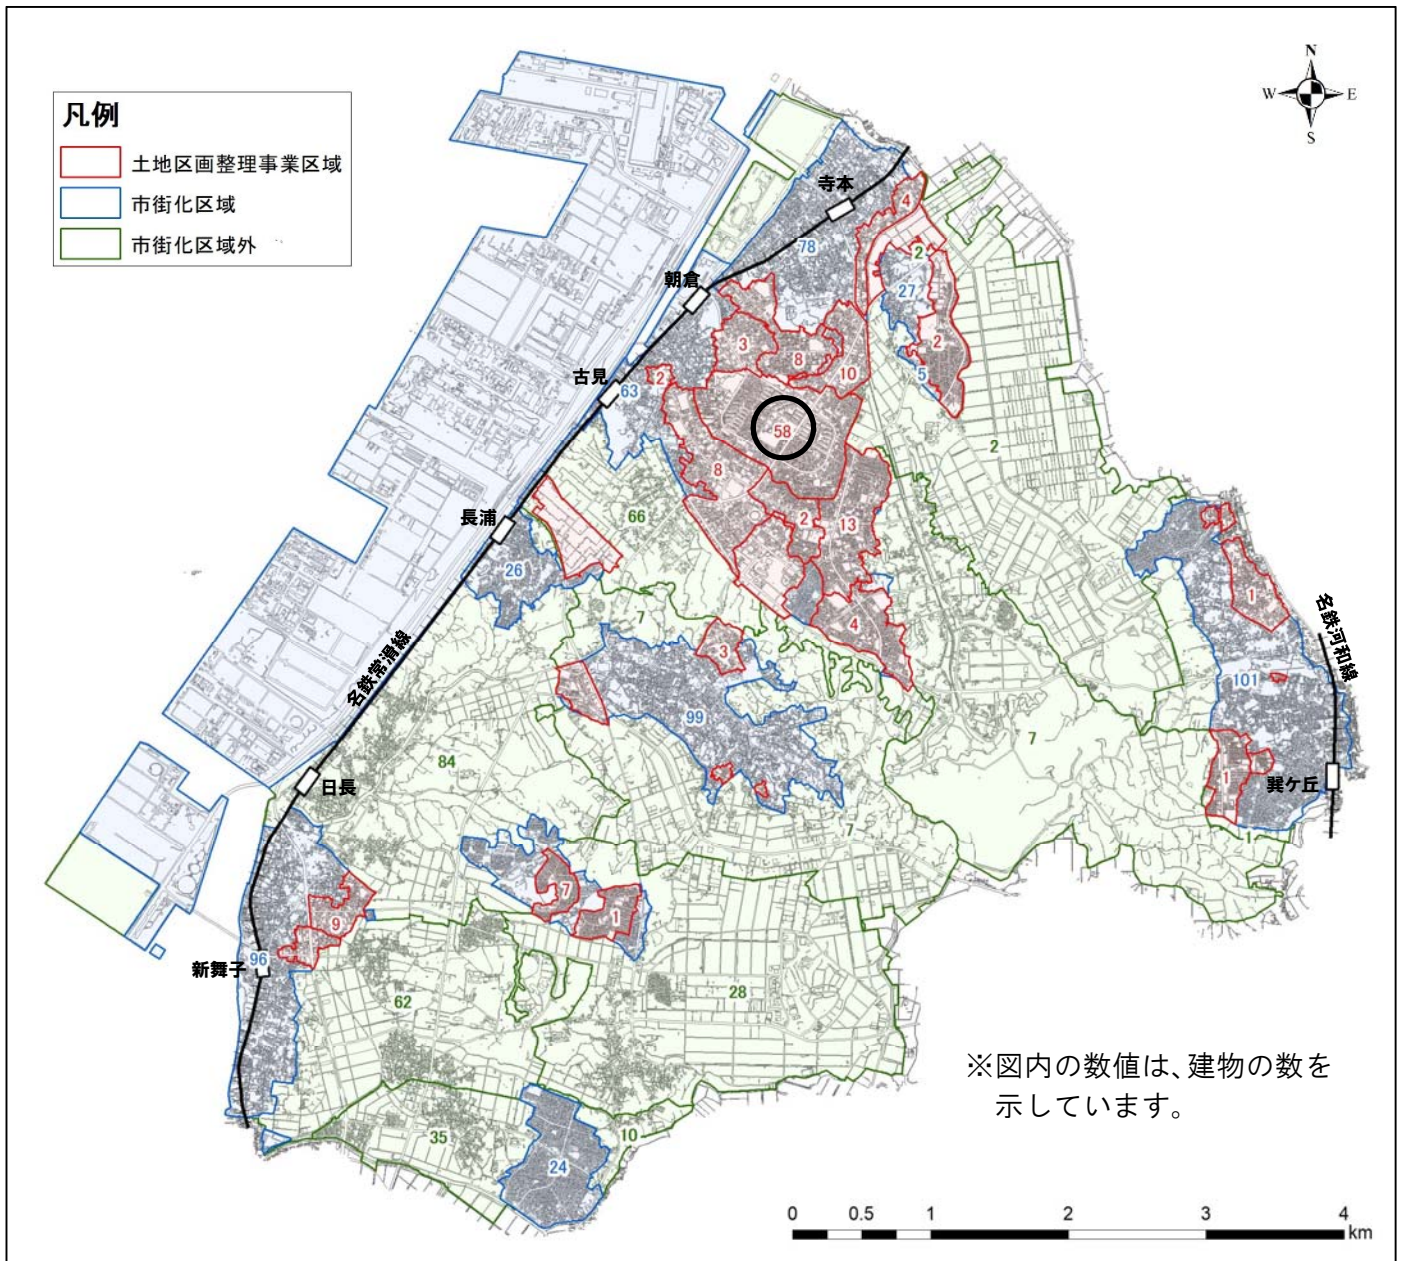 N
W
E
S
凡例
土地区画整理事業区域
市街化区域
市街化区域外
寺本
4
78
2
朝倉
27
3
8
2
10
5
古見
2
63
58
2
8
長浦
66
2
13
26
1
7
4
名鉄河和線
3
名鉄常滑線
101
99
7
84
1
日長
巽ケ丘
7
1
7
1
9
96
新舞子
28
62
※図内の数値は、建物の数を
示しています。
35
10
24
0
0.5
1
2
3
4
km